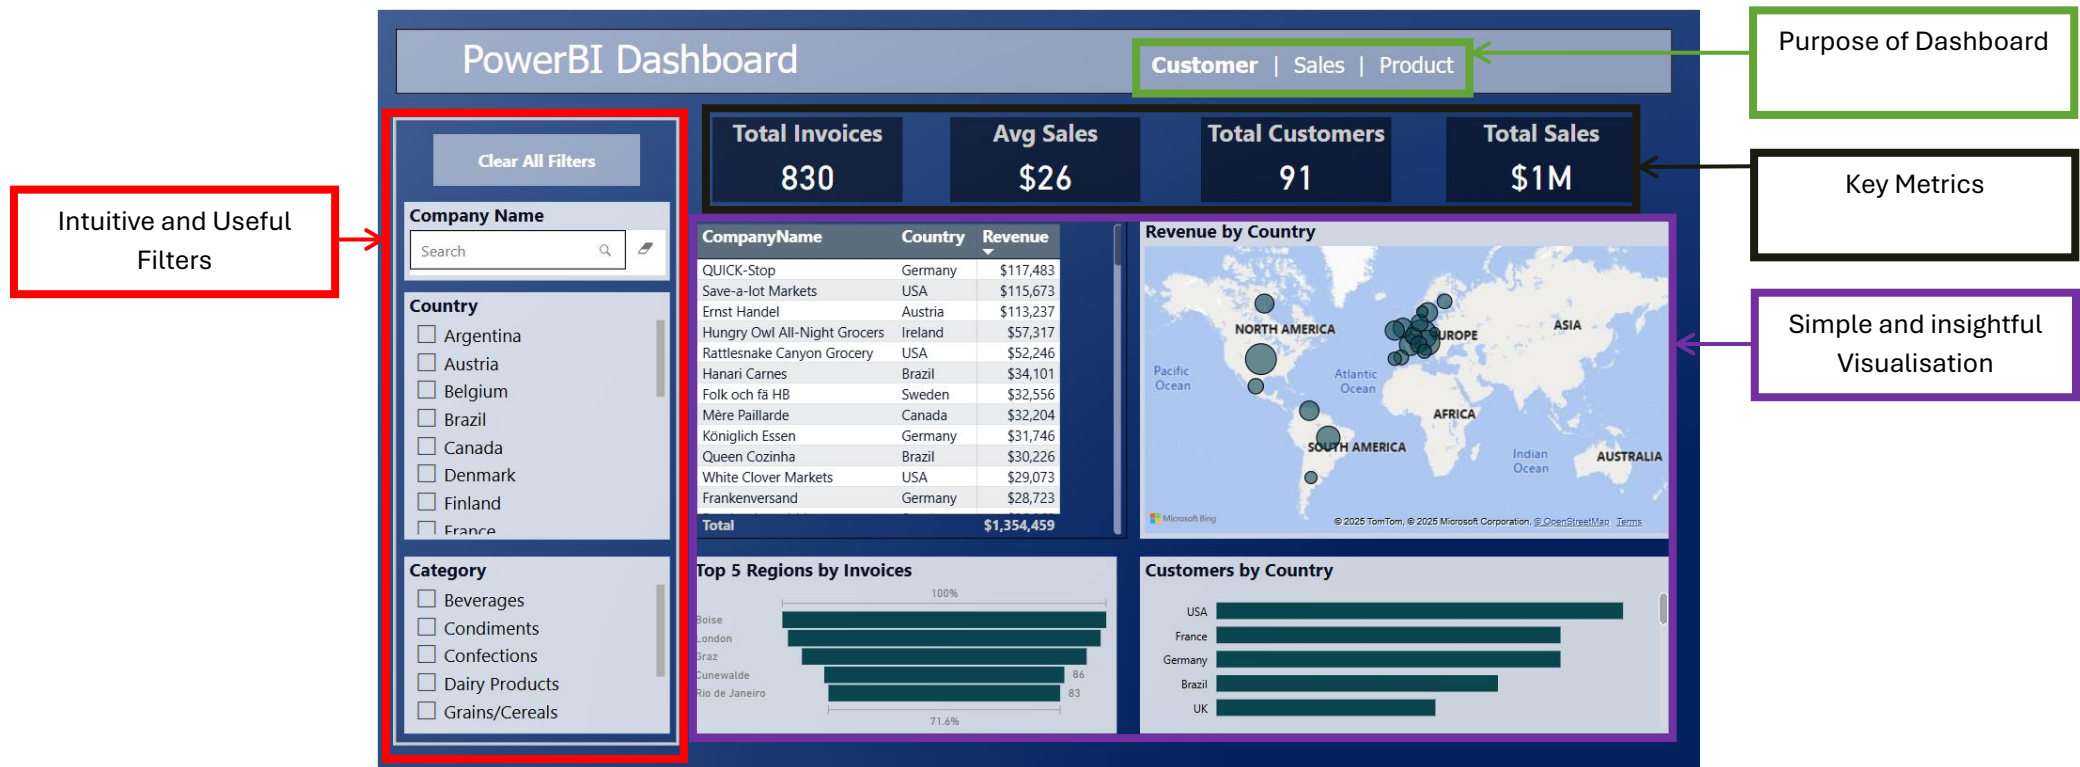 PowerBI Dashboard
Customer | Sales | Product
Purpose of Dashboard
Intuitive and Useful
Filters
Clear All Filters
Company Name
Search
Country
Argentina
Austria
Belgium
Brazil
Canada
Denmark
Finland
France
Category
Beverages
Condiments
Confections
Dairy Products
Grains/Cereals
Total Invoices
830
Avg Sales
$26
Total Customers
91
Total Sales
$1M
Key Metrics
CompanyName Country Revenue
QUICK-Stop Germany $117,483
Save-a-lot Markets USA $115,673
Ernst Handel Austria $113,237
Hungry Owl All-Night Grocers Ireland $57,317
Rattlesnake Canyon Grocery USA $52,246
Hanari Carnes Brazil $34,101
Folk och fä HB Sweden $32,556
Mère Paillarde Canada $32,204
Königlich Essen Germany $31,746
Queen Cozinha Brazil $30,226
White Clover Markets USA $29,073
Frankenversand Germany $28,723
Total $1,354,459
Revenue by Country
NORTH AMERICA
EUROPE
ASIA
Pacific
Ocean
Atlantic
Ocean
AFRICA
SOUTH AMERICA
Indian
Ocean
AUSTRALIA
Microsoft Bing
© 2025 TomTom, © 2025 Microsoft Corporation, © OpenStreetMap Terms
Simple and insightful
Visualisation
Top 5 Regions by Invoices
100%
Boise
London
Graz
Cunewalde 86
Rio de Janeiro 83
71.6%
Customers by Country
USA
France
Germany
Brazil
UK